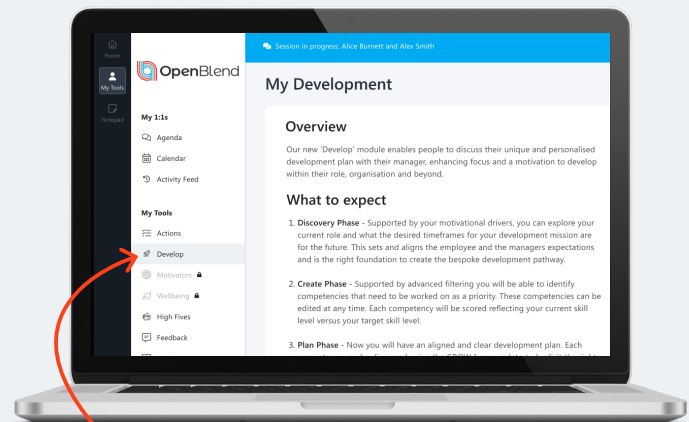 Home
My Tools
Notepad
OpenBlend
My 1:1s
Agenda
Calendar
Activity Feed
My Tools
Actions
Develop
Motivators
Wellbeing
High Fives
Feedback
Session in progress: Alice Burnett and Alex Smith
My Development
Overview
Our new 'Develop' module enables people to discuss their unique and personalised
development plan with their manager, enhancing focus and a motivation to develop
within their role, organisation and beyond.
What to expect
1. Discovery Phase - Supported by your motivational drivers, you can explore your
current role and what the desired timeframes for your development mission are
for the future. This sets and aligns the employee and the managers expectations
and is the right foundation to create the bespoke development pathway.
2. Create Phase - Supported by advanced filtering you will be able to identify
competencies that need to be worked on as a priority. These competencies can be
edited at any time. Each competency will be scored reflecting your current skill
level versus your target skill level.
3. Plan Phase - Now you will have an aligned and clear development plan. Each